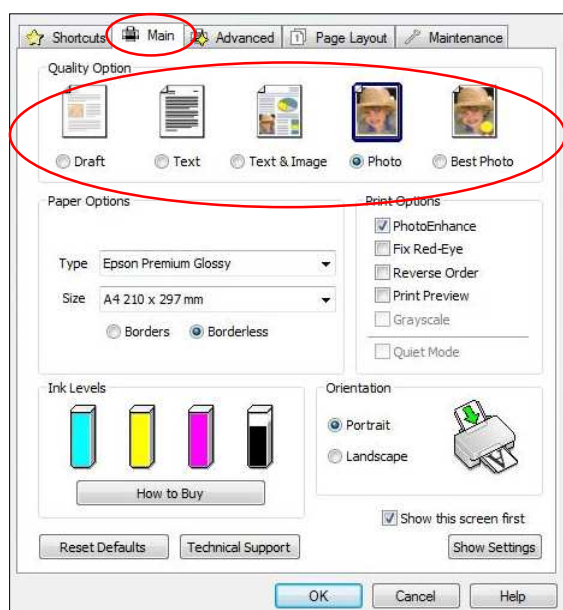 Shortcuts Main Advanced Page Layout Maintenance
Quality Option
Draft Text Text & Image Photo Best Photo
Paper Options
Type Epson Premium Glossy
Size A4 210 x 297 mm
Borders Borderless
Print Options
PhotoEnhance
Fix Red-Eye
Reverse Order
Print Preview
Grayscale
Quiet Mode
Ink Levels
How to Buy
Orientation
Portrait
Landscape
Show this screen first
Reset Defaults Technical Support Show Settings
OK Cancel Help